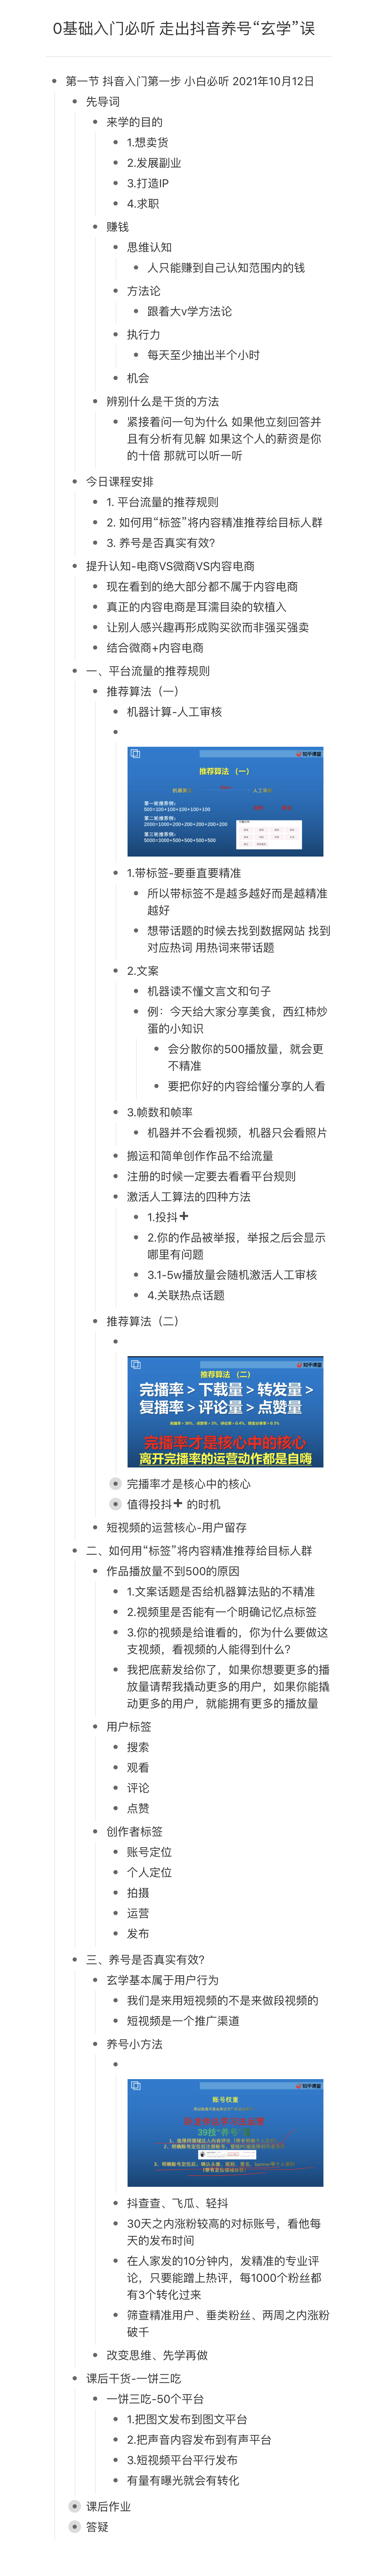 0基础入门必听 走出抖音养号“玄学”误
第一节 抖音入门第一步 小白必听 2021年10月12日
先导词
来学的目的
1.想卖货
2.发展副业
3.打造IP
4.求职
赚钱
思维认知
人只能赚到自己认知范围内的钱
方法论
跟着大v学方法论
执行力
每天至少抽出半个小时
机会
辨别什么是干货的方法
紧接着问一句为什么 如果他立刻回答并
且有分析有见解 如果这个人的薪资是你
的十倍 那就可以听一听
今日课程安排
1. 平台流量的推荐规则
2. 如何用“标签”将内容精准推荐给目标人群
3. 养号是否真实有效?
提升认知-电商VS微商VS内容电商
现在看到的绝大部分都不属于内容电商
真正的内容电商是耳濡目染的软植入
让别人感兴趣再形成购买欲而非强买强卖
结合微商+内容电商
一、平台流量的推荐规则
推荐算法（一）
机器计算-人工审核
知乎课堂
推荐算法 （一）
第一轮推荐例:
500=100+100+100+100+100
第二轮推荐例:
2000=1000+200+200+200+200+200
第三轮推荐例:
5000=3000+500+500+500+500
1.带标签-要垂直要精准
所以带标签不是越多越好而是越精准
越好
想带话题的时候去找到数据网站 找到
对应热词 用热词来带话题
2.文案
机器读不懂文言文和句子
例：今天给大家分享美食，西红柿炒
蛋的小知识
会分散你的500播放量，就会更
不精准
要把你好的内容给懂分享的人看
3.帧数和帧率
机器并不会看视频，机器只会看照片
搬运和简单创作作品不给流量
注册的时候一定要去看看平台规则
激活人工算法的四种方法
1.投抖➕
2.你的作品被举报，举报之后会显示
哪里有问题
3.1-5w播放量会随机激活人工审核
4.关联热点话题
推荐算法（二）
知乎课堂
推荐算法 （二）
完播率 > 下载量 > 转发量 >
复播率 > 评论量 > 点赞量
完播率才是核心中的核心
离开完播率的运营动作都是自嗨
完播率才是核心中的核心
值得投抖➕ 的时机
短视频的运营核心-用户留存
二、如何用“标签”将内容精准推荐给目标人群
作品播放量不到500的原因
1.文案话题是否给机器算法贴的不精准
2.视频里是否能有一个明确记忆点标签
3.你的视频是给谁看的，你为什么要做这
支视频，看视频的人能得到什么?
我把底薪发给你了，如果你想要更多的播
放量请帮我撬动更多的用户，如果你能撬
动更多的用户，就能拥有更多的播放量
用户标签
搜索
观看
评论
点赞
创作者标签
账号定位
个人定位
拍摄
运营
发布
三、养号是否真实有效?
玄学基本属于用户行为
我们是来用短视频的不是来做段视频的
短视频是一个推广渠道
养号小方法
知乎课堂
账号权重
抖查查、飞瓜、轻抖
30天之内涨粉较高的对标账号，看他每
天的发布时间
在人家发的10分钟内，发精准的专业评
论，只要能蹭上热评，每1000个粉丝都
有3个转化过来
筛查精准用户、垂类粉丝、两周之内涨粉
破千
改变思维、先学再做
课后干货-一饼三吃
一饼三吃-50个平台
1.把图文发布到图文平台
2.把声音内容发布到有声平台
3.短视频平台平行发布
有量有曝光就会有转化
课后作业
答疑